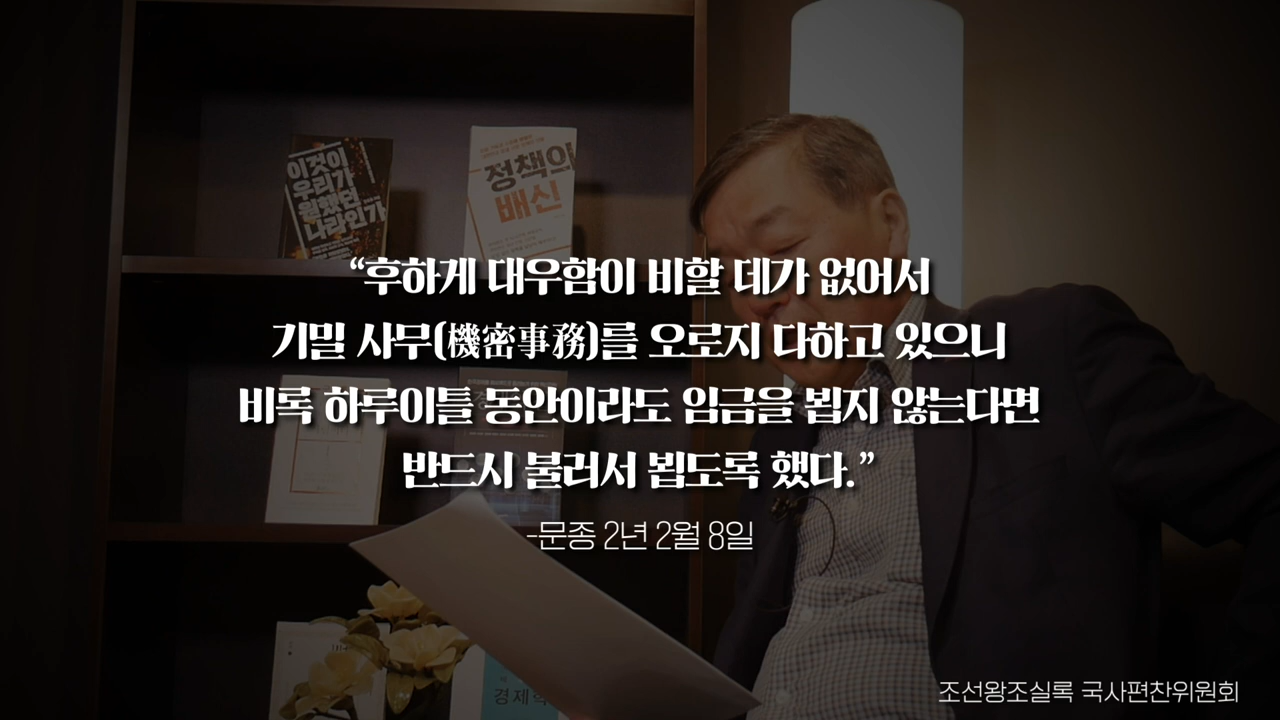 이것이
우리가
원했던
나라인가
정책의
배신
“후하게 대우함이 비할 데가 없어서
기밀 사무(機密事務)를 오로지 다하고 있으니
비록 하루이틀 동안이라도 임금을 뵙지 않는다면
반드시 불러서 뵙도록 했다.”
-문종 2년 2월 8일
경제학
조선왕조실록 국사편찬위원회